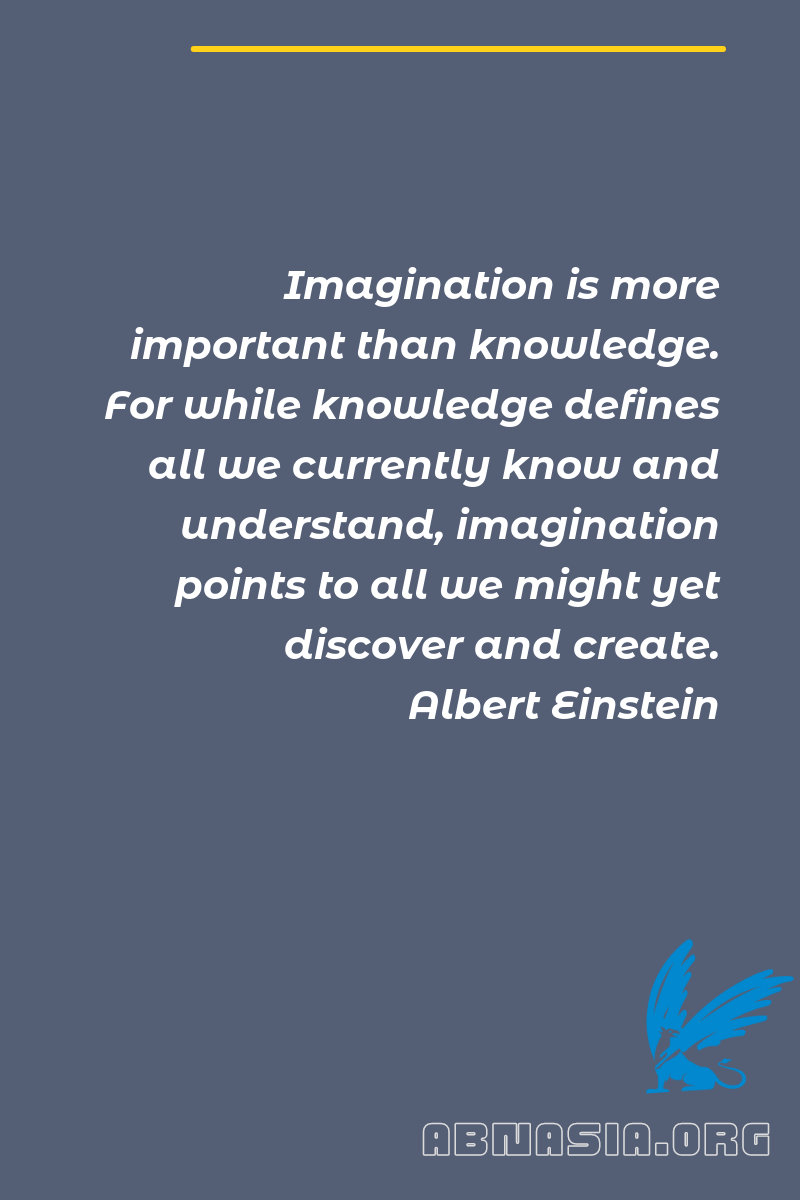 Imagination is more
important than knowledge.
For while knowledge defines
all we currently know and
understand, imagination
points to all we might yet
discover and create.
Albert Einstein
ABNASIA.ORG